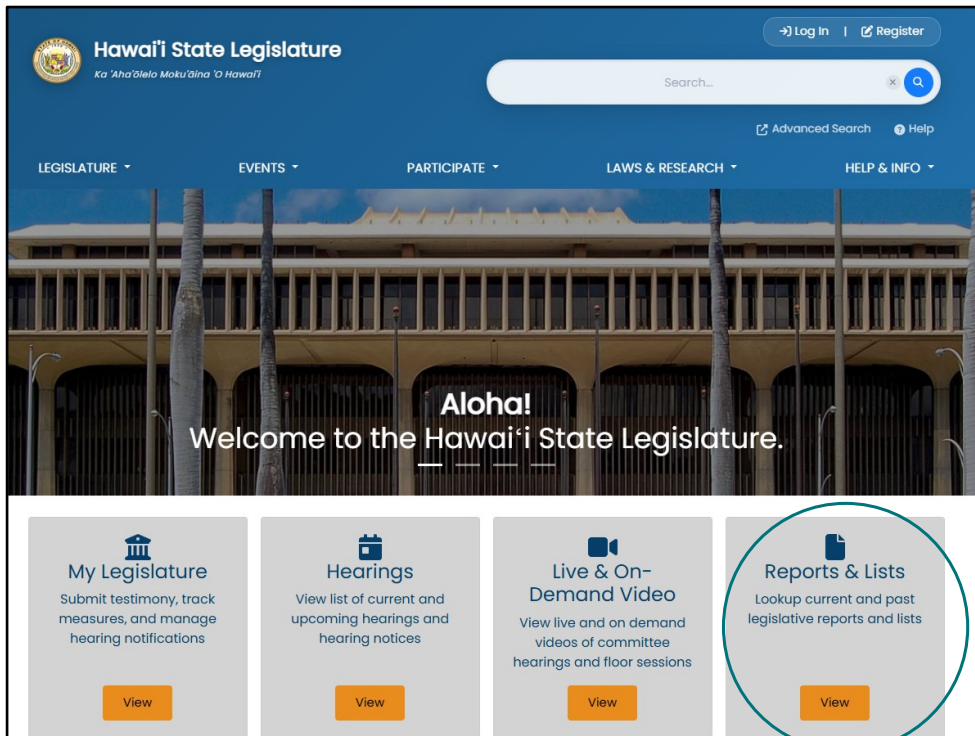 Hawai'i State Legislature
Ka 'Aha'ōlelo Moku'āina 'O Hawai'i
Log In | Register
Search...
Advanced Search
Help
LEGISLATURE
EVENTS
PARTICIPATE
LAWS & RESEARCH
HELP & INFO
Aloha!
Welcome to the Hawaiʻi State Legislature.
My Legislature
Submit testimony, track
measures, and manage
hearing notifications
View
Hearings
View list of current and
upcoming hearings and
hearing notices
View
Live & On-
Demand Video
View live and on demand
videos of committee
hearings and floor sessions
View
Reports & Lists
Lookup current and past
legislative reports and lists
View